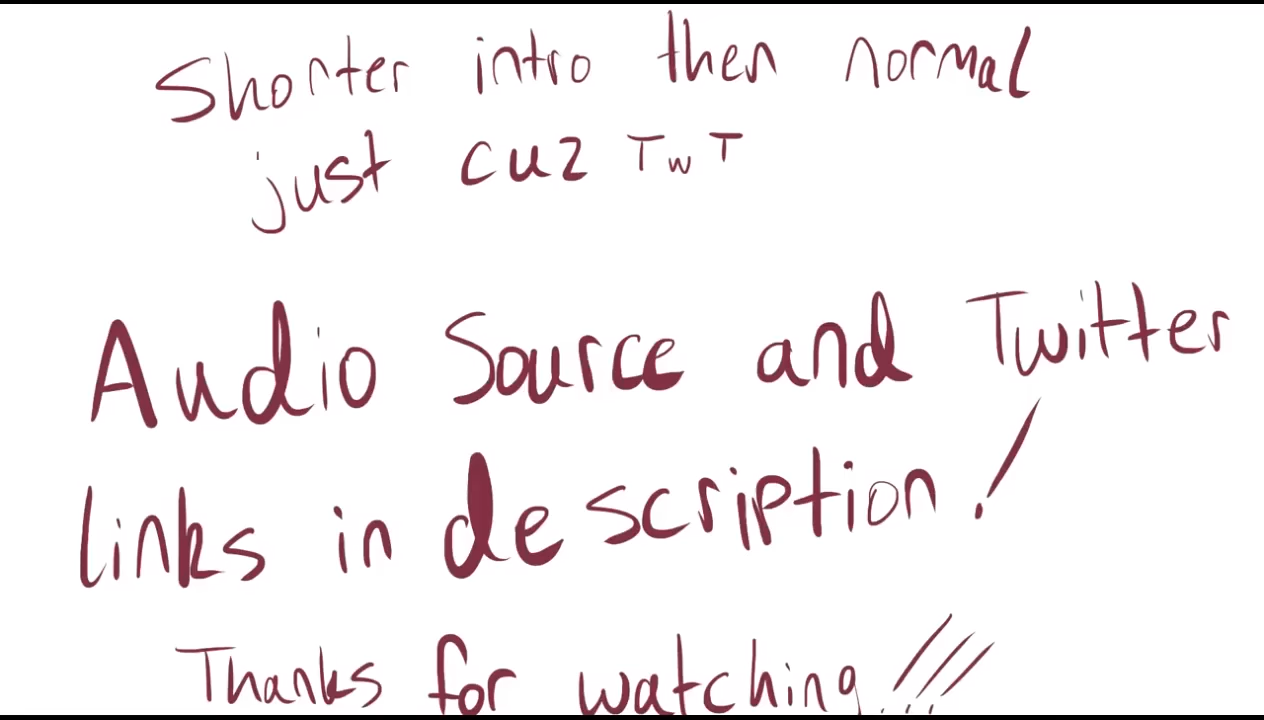 Shorter intro then normal
just cuz TwT
Audio Source and Twitter
links in description!
Thanks for watching!!!